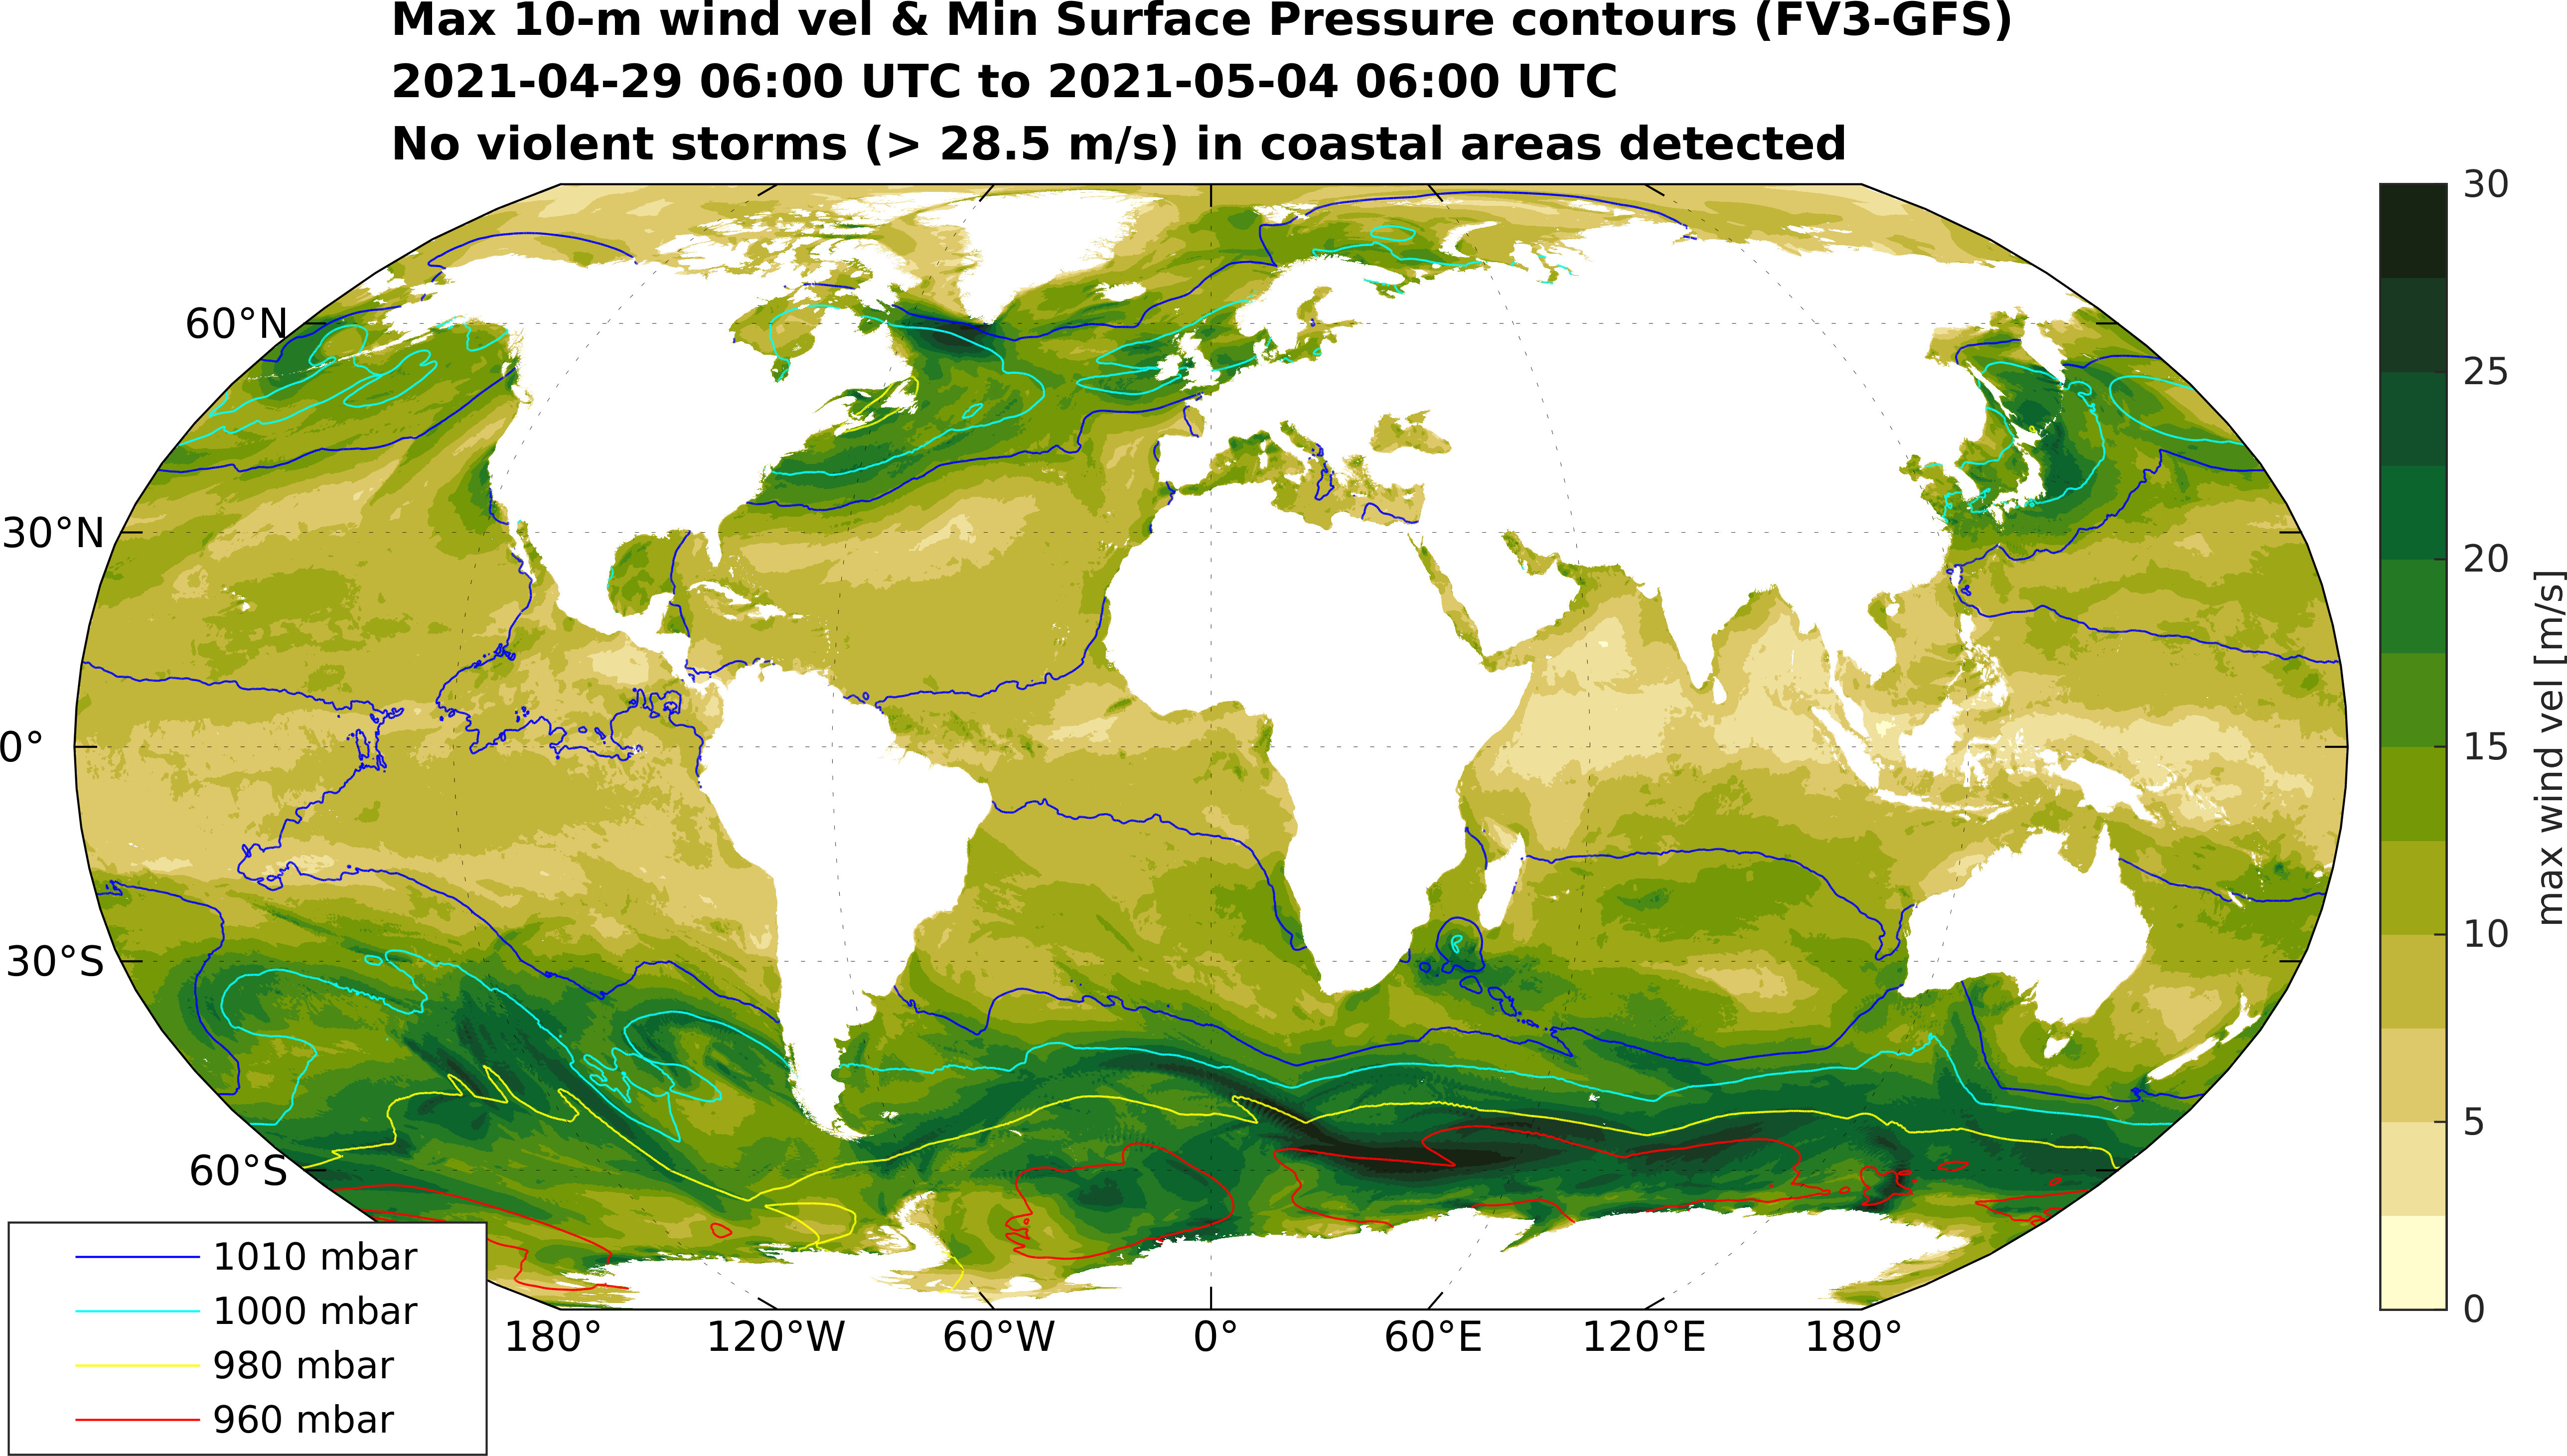 Max 10-m wind vel & Min Surface Pressure contours (FV3-GFS)
2021-04-29 06:00 UTC to 2021-05-04 06:00 UTC
No violent storms (> 28.5 m/s) in coastal areas detected
60°N
30°N
0°
30°S
60°S
180°
120°W
60°W
0°
60°E
120°E
180°
30
25
20
15
10
5
0
max wind vel [m/s]
1010 mbar
1000 mbar
980 mbar
960 mbar